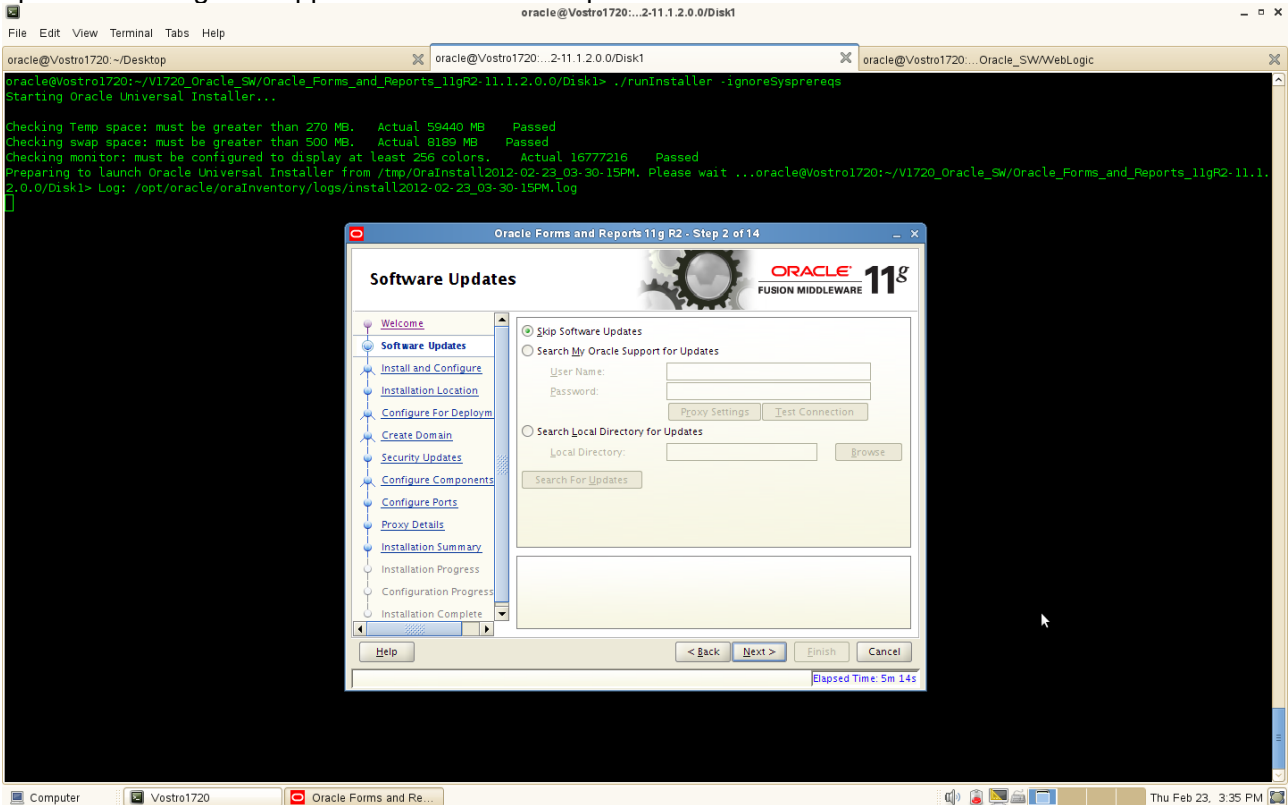 oracle@Vostro1720:...2-11.1.2.0.0/Disk1
File Edit View Terminal Tabs Help
oracle@Vostro1720:~/Desktop
oracle@Vostro1720:...2-11.1.2.0.0/Disk1
oracle@Vostro1720:...Oracle_SW/WebLogic
oracle@Vostro1720:~/V1720_Oracle_SW/Oracle_Forms_and_Reports_11gR2-11.1.2.0.0/Disk1> ./runInstaller -ignoreSysprereqs
Starting Oracle Universal Installer...
Checking Temp space: must be greater than 270 MB. Actual 59440 MB Passed
Checking swap space: must be greater than 500 MB. Actual 8189 MB Passed
Checking monitor: must be configured to display at least 256 colors. Actual 16777216 Passed
Preparing to launch Oracle Universal Installer from /tmp/OraInstall2012-02-23_03-30-15PM. Please wait ...oracle@Vostro1720:~/V1720_Oracle_SW/Oracle_Forms_and_Reports_11gR2-11.1.
2.0.0/Disk1> Log: /opt/oracle/oraInventory/logs/install2012-02-23_03-30-15PM.log
Oracle Forms and Reports 11g R2 - Step 2 of 14
Software Updates
ORACLE
FUSION MIDDLEWARE
11g
Welcome
Software Updates
Install and Configure
Installation Location
Configure For Deploym
Create Domain
Security Updates
Configure Components
Configure Ports
Proxy Details
Installation Summary
Installation Progress
Configuration Progress
Installation Complete
Skip Software Updates
Search My Oracle Support for Updates
User Name:
Password:
Proxy Settings
Test Connection
Search Local Directory for Updates
Local Directory:
Browse
Search For Updates
Help
< Back
Next >
Finish
Cancel
Elapsed Time: 5m 14s
Computer
Vostro1720
Oracle Forms and Re...
Thu Feb 23, 3:35 PM